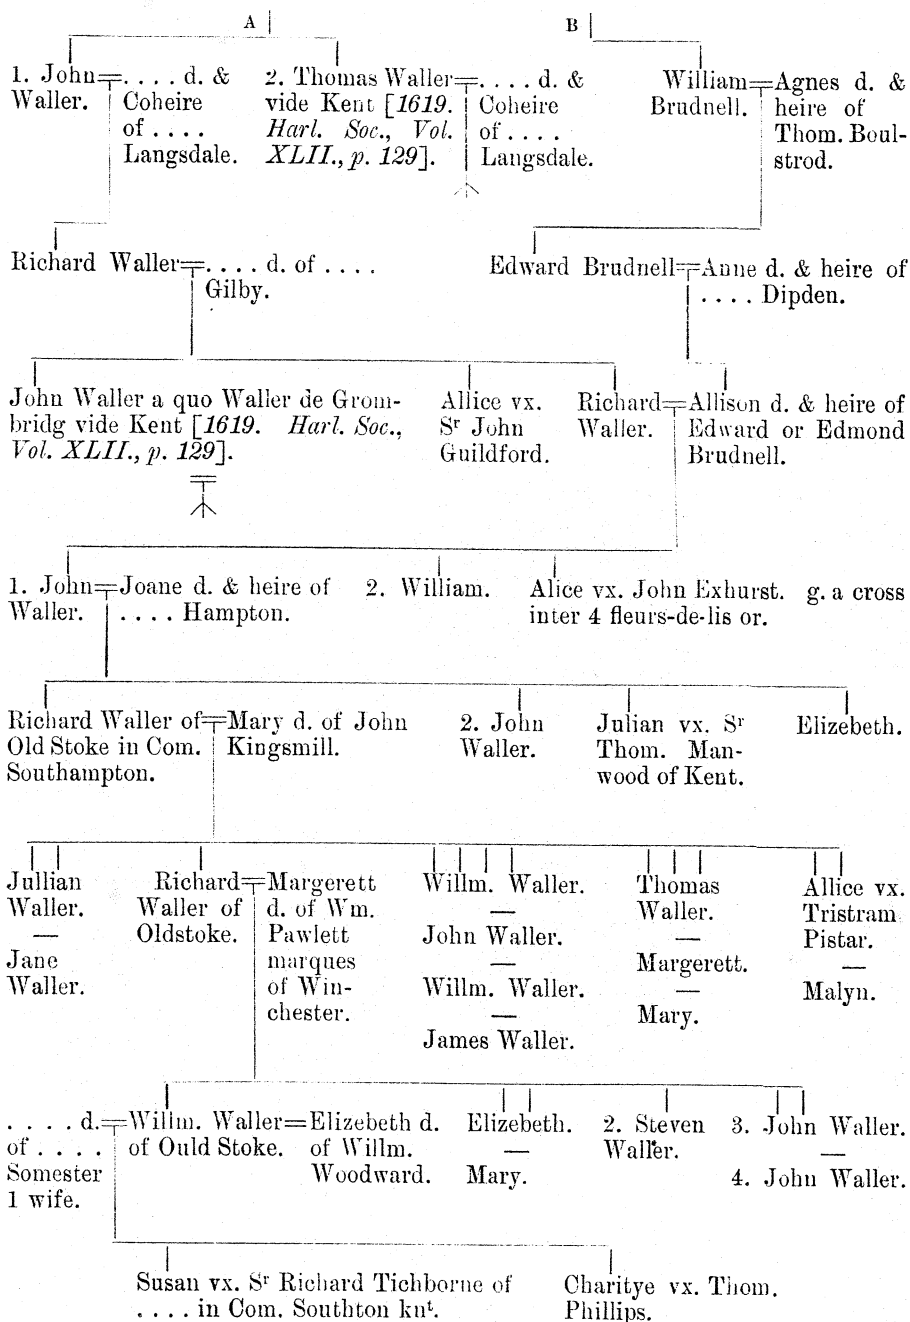 A B
1. John=. . . . d. & 2. Thomas Waller=. . . . d. & William=Agnes d. &
Waller. Coheire vide Kent [1619. Coheire Brudnell. heire of
of . . . . Harl. Soc., Vol. of . . . . Thom. Boul-
Langsdale. XLII., p. 129]. Langsdale. strod.
Richard Waller=. . . . d. of . . . . Edward Brudnell=Anne d. & heire of
Gilby. . . . . Dipden.
John Waller a quo Waller de Grom- Allice vx. Richard=Allison d. & heire of
bridg vide Kent [1619. Harl. Soc., Sr John Waller. Edward or Edmond
Vol. XLII., p. 129]. Guildford. Brudnell.
1. John=Joane d. & heire of 2. William. Alice vx. John Exhurst. g. a cross
Waller. . . . . Hampton. inter 4 fleurs-de-lis or.
Richard Waller of=Mary d. of John 2. John Julian vx. Sr Elizebeth.
Old Stoke in Com. Kingsmill. Waller. Thom. Man-
Southampton. wood of Kent.
Jullian Richard=Margerett Willm. Waller. Thomas Allice vx.
Waller. Waller of d. of Wm. — Waller. Tristram
— Oldstoke. Pawlett John Waller. — Pistar.
Jane marques — Margerett. —
Waller. of Win- Willm. Waller. — Malyn.
chester. — Mary.
James Waller.
. . . . d.=Willm. Waller=Elizebeth d. Elizebeth. 2. Steven 3. John Waller.
of . . . . of Ould Stoke. of Willm. — Waller. —
Somester Woodward. Mary. 4. John Waller.
1 wife.
Susan vx. Sr Richard Tichborne of Charitye vx. Thom.
. . . . in Com. Southton knt. Phillips.